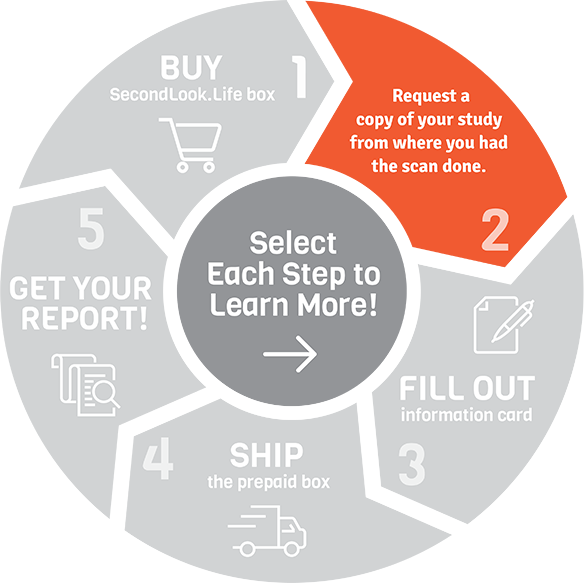 BUY
SecondLook.Life box
1
Request a
copy of your study
from where you had
the scan done.
2
FILL OUT
information card
3
SHIP
the prepaid box
4
GET YOUR
REPORT!
5
Select
Each Step to
Learn More!